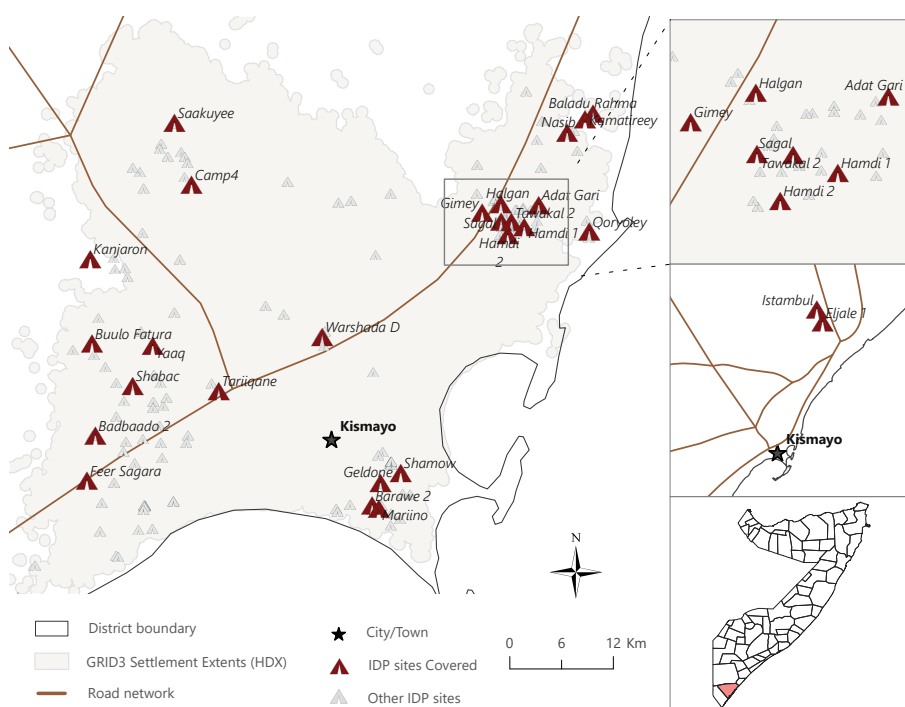 Saakuyee
Camp4
Kanjaron
Buulo Fatura
Yaaq
Shabac
Badbaado 2
Feer Sagara
Tariiqane
Warshada D
Kismayo
Geldone
Shamow
Barawe 2
Mariino
Baladu Rahma
Nasib
Halgan
Gimey
Adat Gari
Tawakal 2
Sagal
Hamdi 1
Hamdi
2
Qoryoley
N
Halgan
Adat Gari
Gimey
Sagal
Tawakal 2
Hamdi 1
Hamdi 2
Istambul
Eljale 1
Kismayo
District boundary
GRID3 Settlement Extents (HDX)
Road network
City/Town
IDP sites Covered
Other IDP sites
0 6 12 Km